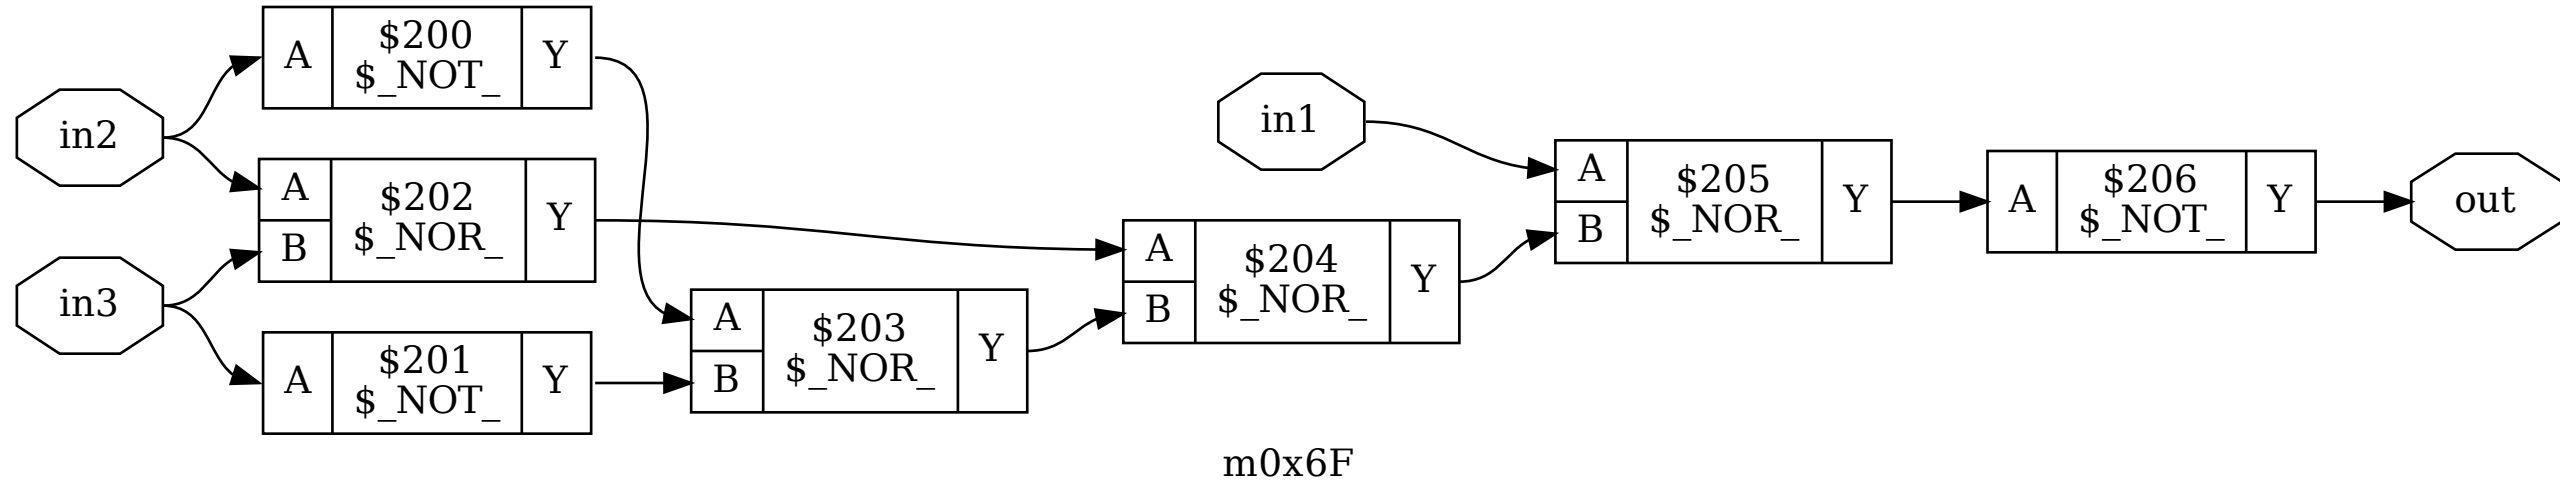 in2
in3
A
$200
$_NOT_
Y
A
B
$202
$_NOR_
Y
A
$201
$_NOT_
Y
A
B
$203
$_NOR_
Y
in1
A
B
$204
$_NOR_
Y
A
B
$205
$_NOR_
Y
A
$206
$_NOT_
Y
out
m0x6F